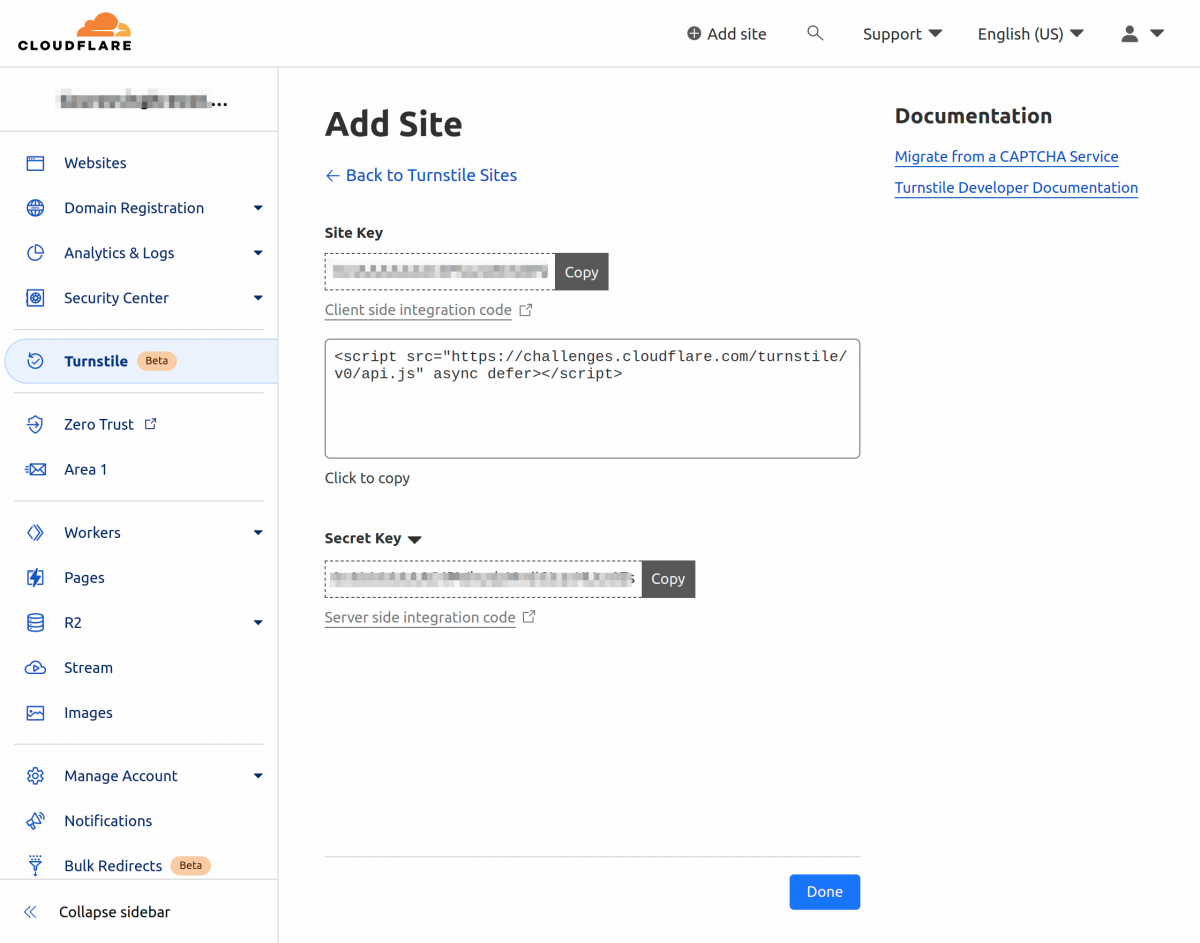 CLOUDFLARE
Add site
Support
English (US)
...
Websites
Domain Registration
Analytics & Logs
Security Center
Turnstile Beta
Zero Trust
Area 1
Workers
Pages
R2
Stream
Images
Manage Account
Notifications
Bulk Redirects Beta
Collapse sidebar
Add Site
← Back to Turnstile Sites
Site Key
Copy
Client side integration code
<script src="https://challenges.cloudflare.com/turnstile/
v0/api.js" async defer></script>
Click to copy
Secret Key
Copy
Server side integration code
Done
Documentation
Migrate from a CAPTCHA Service
Turnstile Developer Documentation